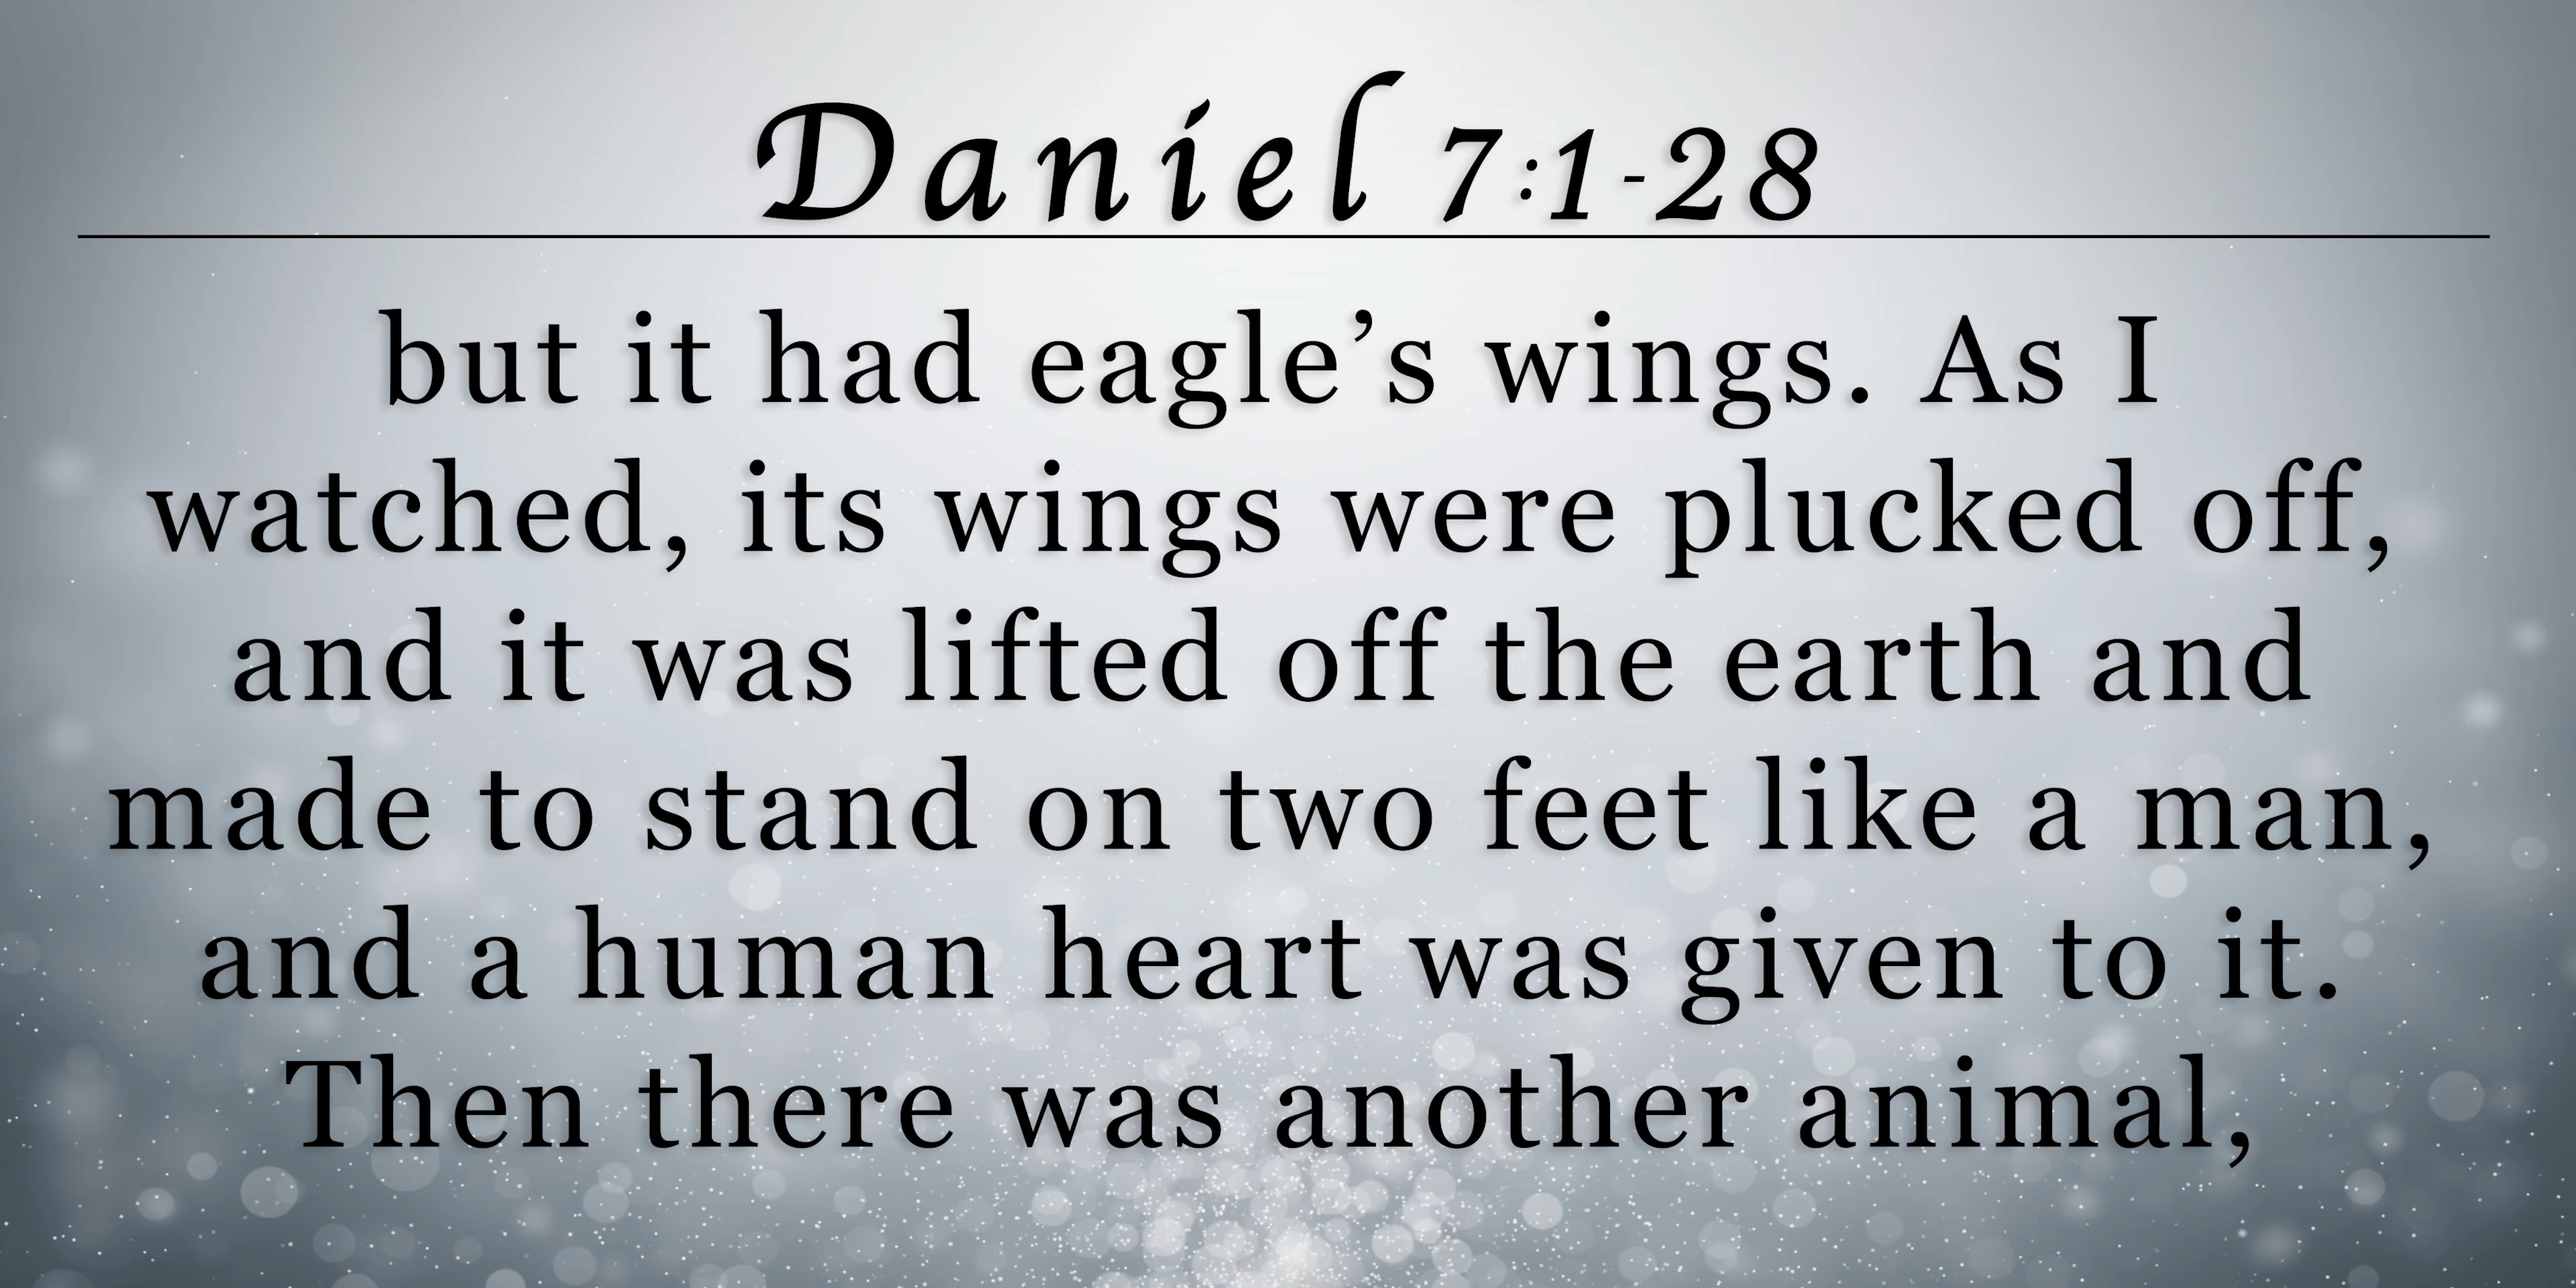 Daniel 7:1-28
but it had eagle’s wings. As I
watched, its wings were plucked off,
and it was lifted off the earth and
made to stand on two feet like a man,
and a human heart was given to it.
Then there was another animal,